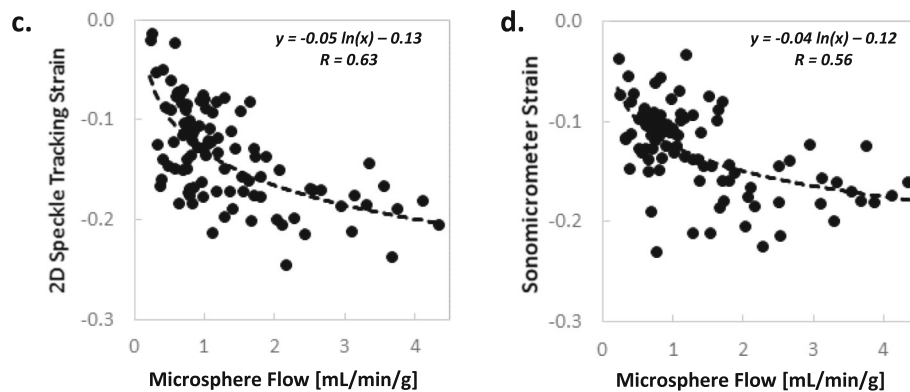 c.
y = -0.05 ln(x) – 0.13
R = 0.63
2D Speckle Tracking Strain
0.0
-0.1
-0.2
-0.3
0 1 2 3 4
Microsphere Flow [mL/min/g]
d.
y = -0.04 ln(x) – 0.12
R = 0.56
Sonomicrometer Strain
0.0
-0.1
-0.2
-0.3
0 1 2 3 4
Microsphere Flow [mL/min/g]